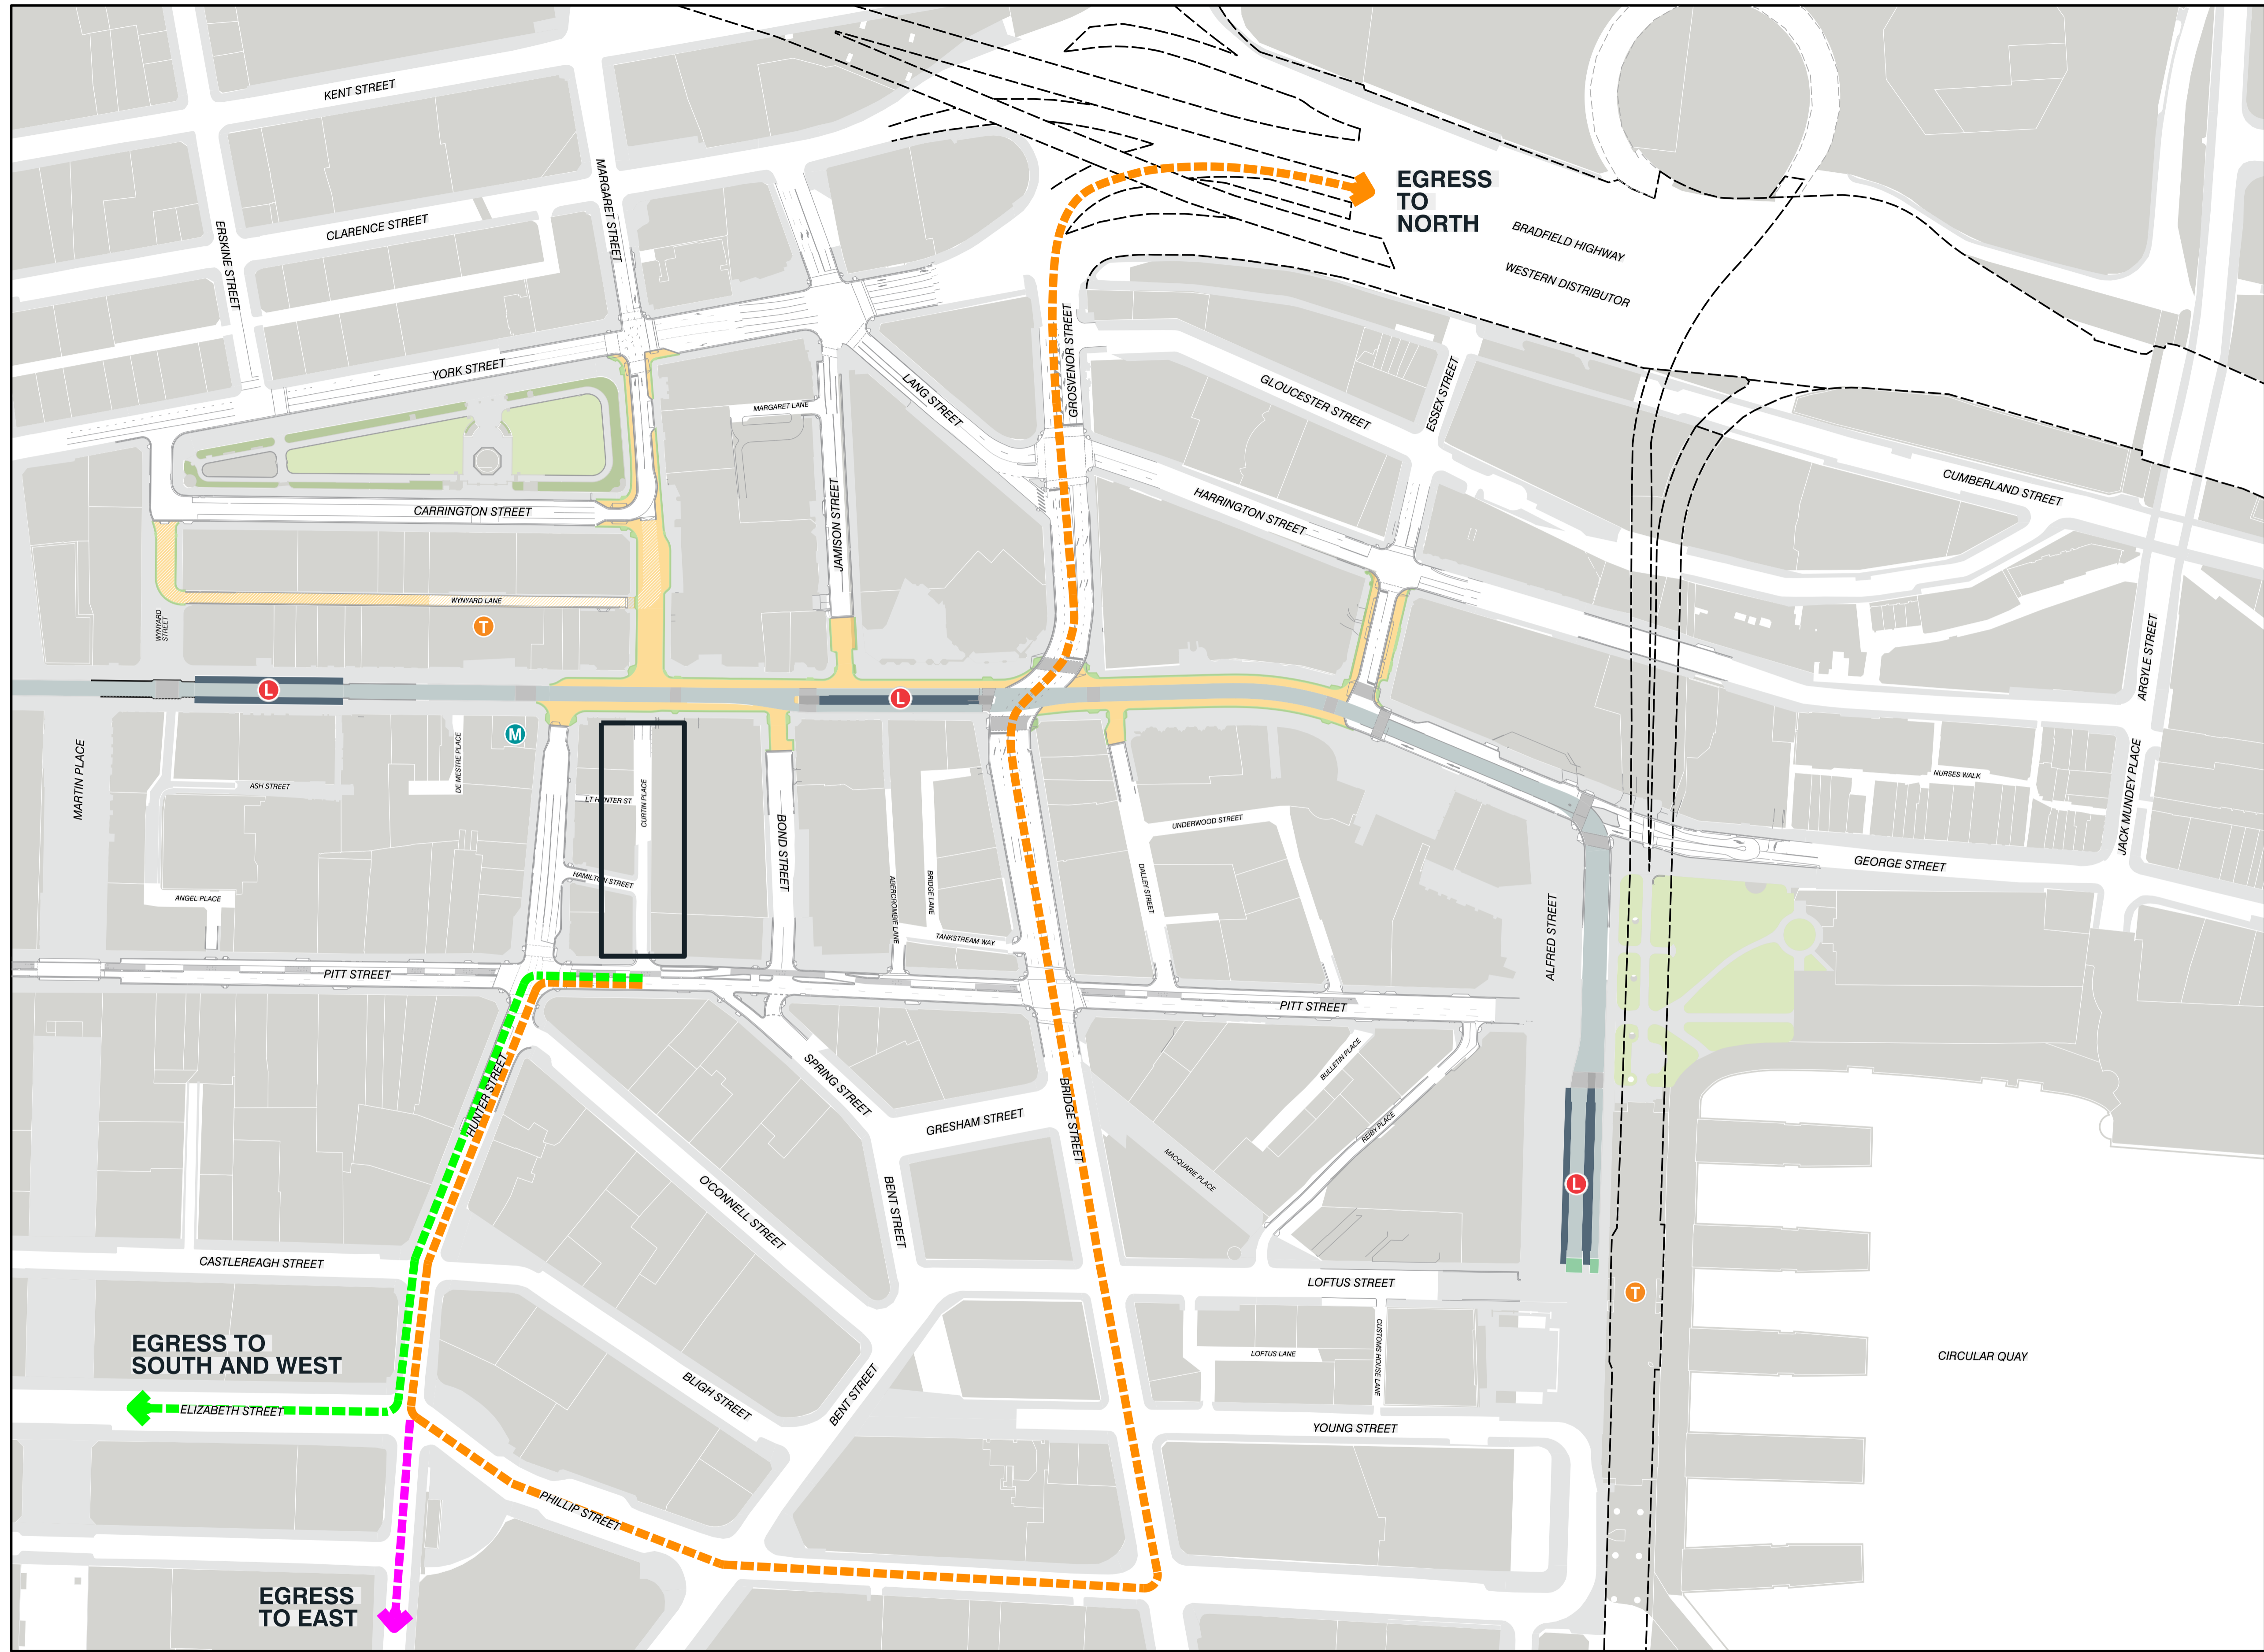 KENT STREET
MARGARET STREET
EGRESS
TO
NORTH
CLARENCE STREET
ERSKINE STREET
BRADFIELD HIGHWAY
WESTERN DISTRIBUTOR
YORK STREET
GROSVENOR STREET
LANG STREET
MARGARET LANE
GLOUCESTER STREET
ESSEX STREET
CUMBERLAND STREET
CARRINGTON STREET
JAMISON STREET
HARRINGTON STREET
WYNYARD LANE
WYNYARD
STREET
T
ARGYLE STREET
L
L
M
MARTIN PLACE
DE MESTRE PLACE
ASH STREET
LT HUNTER ST
CURTIN PLACE
BOND STREET
NURSES WALK
JACK MUNDEY PLACE
UNDERWOOD STREET
GEORGE STREET
HAMILTON STREET
ABERCROMBIE LANE
BRIDGE LANE
DALLEY STREET
ANGEL PLACE
TANKSTREAM WAY
ALFRED STREET
PITT STREET
PITT STREET
HUNTER STREET
SPRING STREET
BULLETIN PLACE
GRESHAM STREET
BRIDGE STREET
REIBY PLACE
MACQUARIE PLACE
O'CONNELL STREET
BENT STREET
L
CASTLEREAGH STREET
LOFTUS STREET
T
EGRESS TO
SOUTH AND WEST
LOFTUS LANE
CUSTOMS HOUSE LANE
CIRCULAR QUAY
BLIGH STREET
BENT STREET
ELIZABETH STREET
YOUNG STREET
PHILLIP STREET
EGRESS
TO EAST